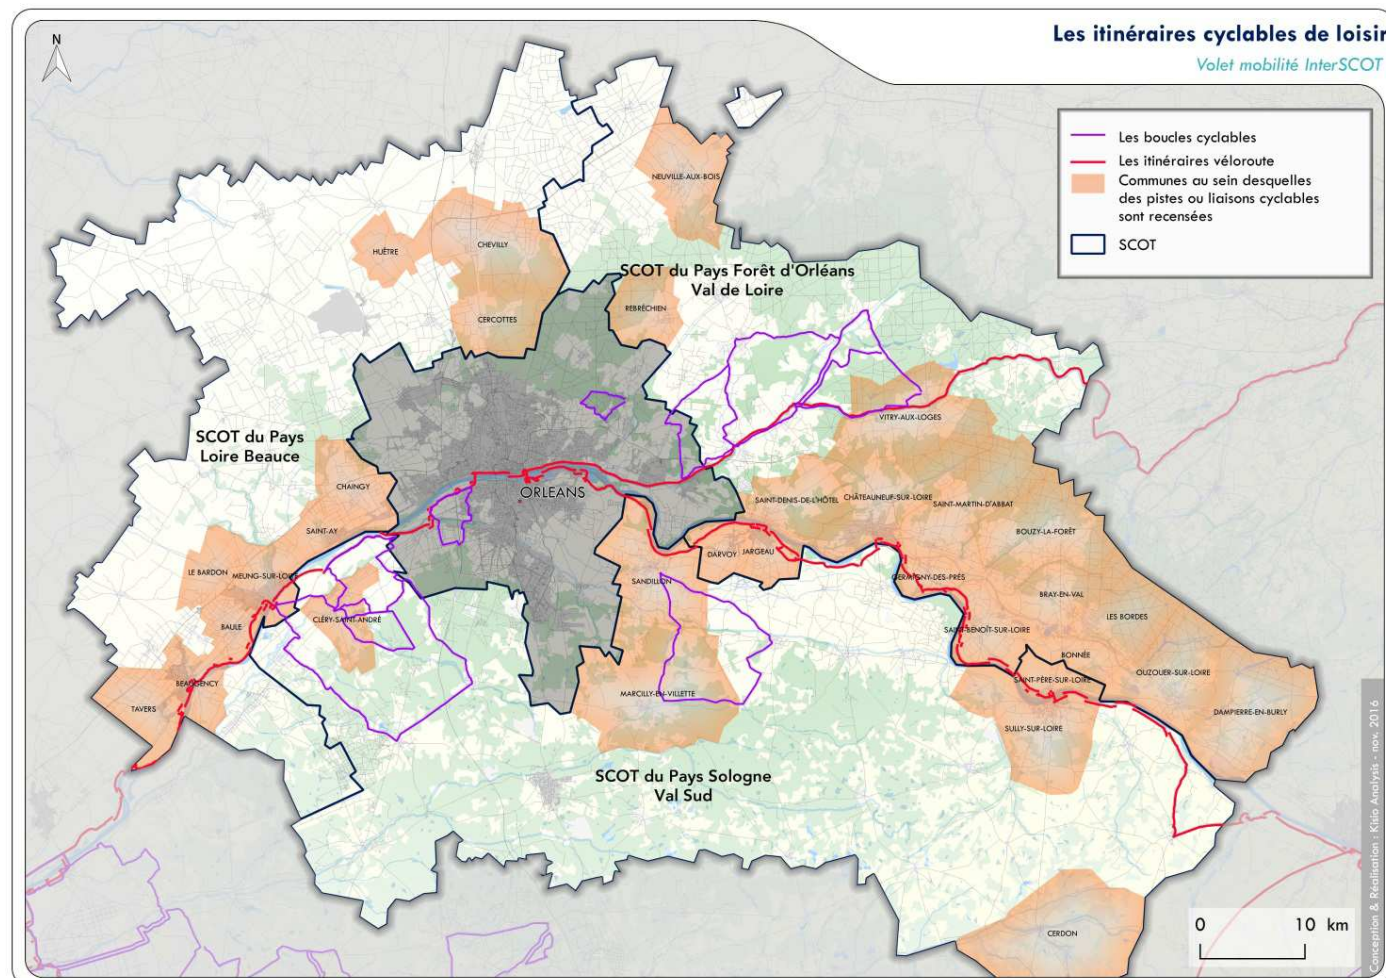 Les itinéraires cyclables de loisir
Volet mobilité InterSCOT
N
Les boucles cyclables
Les itinéraires véloroute
Communes au sein desquelles
des pistes ou liaisons cyclables
sont recensées
SCOT
NEUVILLE-AUX-BOIS
HUÊTRE
CHEVILLY
SCOT du Pays Forêt d'Orléans
Val de Loire
CERCOTTES
REBRÉCHIEN
VITRY-AUX-LOGES
SCOT du Pays
Loire Beauce
CHAINGY
ORLEANS
SAINT-DENIS-DE-L'HÔTEL
CHÂTEAUNEUF-SUR-LOIRE
SAINT-MARTIN-D'ABBAT
SAINT-AY
BOUZY-LA-FORÊT
DARVOY
JARGEAU
LE BARDON
MEUNG-SUR-LOIRE
SANDILLON
GERMIGNY-DES-PRÉS
BRAY-EN-VAL
CLÉRY-SAINT-ANDRÉ
LES BORDES
BAULE
SAINT-BENOÎT-SUR-LOIRE
BONNÉE
OUZOUER-SUR-LOIRE
BEAUGENCY
SAINT-PÈRE-SUR-LOIRE
MARCILLY-EN-VILLETTE
TAVERS
DAMPIERRE-EN-BURLY
SULLY-SUR-LOIRE
SCOT du Pays Sologne
Val Sud
CERDON
0 10 km
Conception & Réalisation : Kisio Analysis - nov. 2016